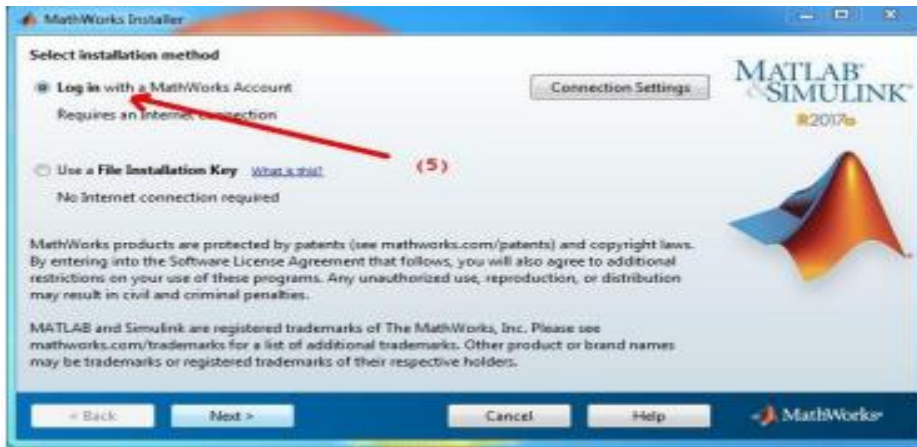 MathWorks Installer
Select installation method
Log in with a MathWorks Account
Connection Settings
Requires an Internet connection
(5)
Use a File Installation Key What is this?
No Internet connection required
MathWorks products are protected by patents (see mathworks.com/patents) and copyright laws.
By entering into the Software License Agreement that follows, you will also agree to additional
restrictions on your use of these programs. Any unauthorized use, reproduction, or distribution
may result in civil and criminal penalties.
MATLAB and Simulink are registered trademarks of The MathWorks, Inc. Please see
mathworks.com/trademarks for a list of additional trademarks. Other product or brand names
may be trademarks or registered trademarks of their respective holders.
MATLAB®
&SIMULINK®
< Back
Next >
Cancel
Help
MathWorks®